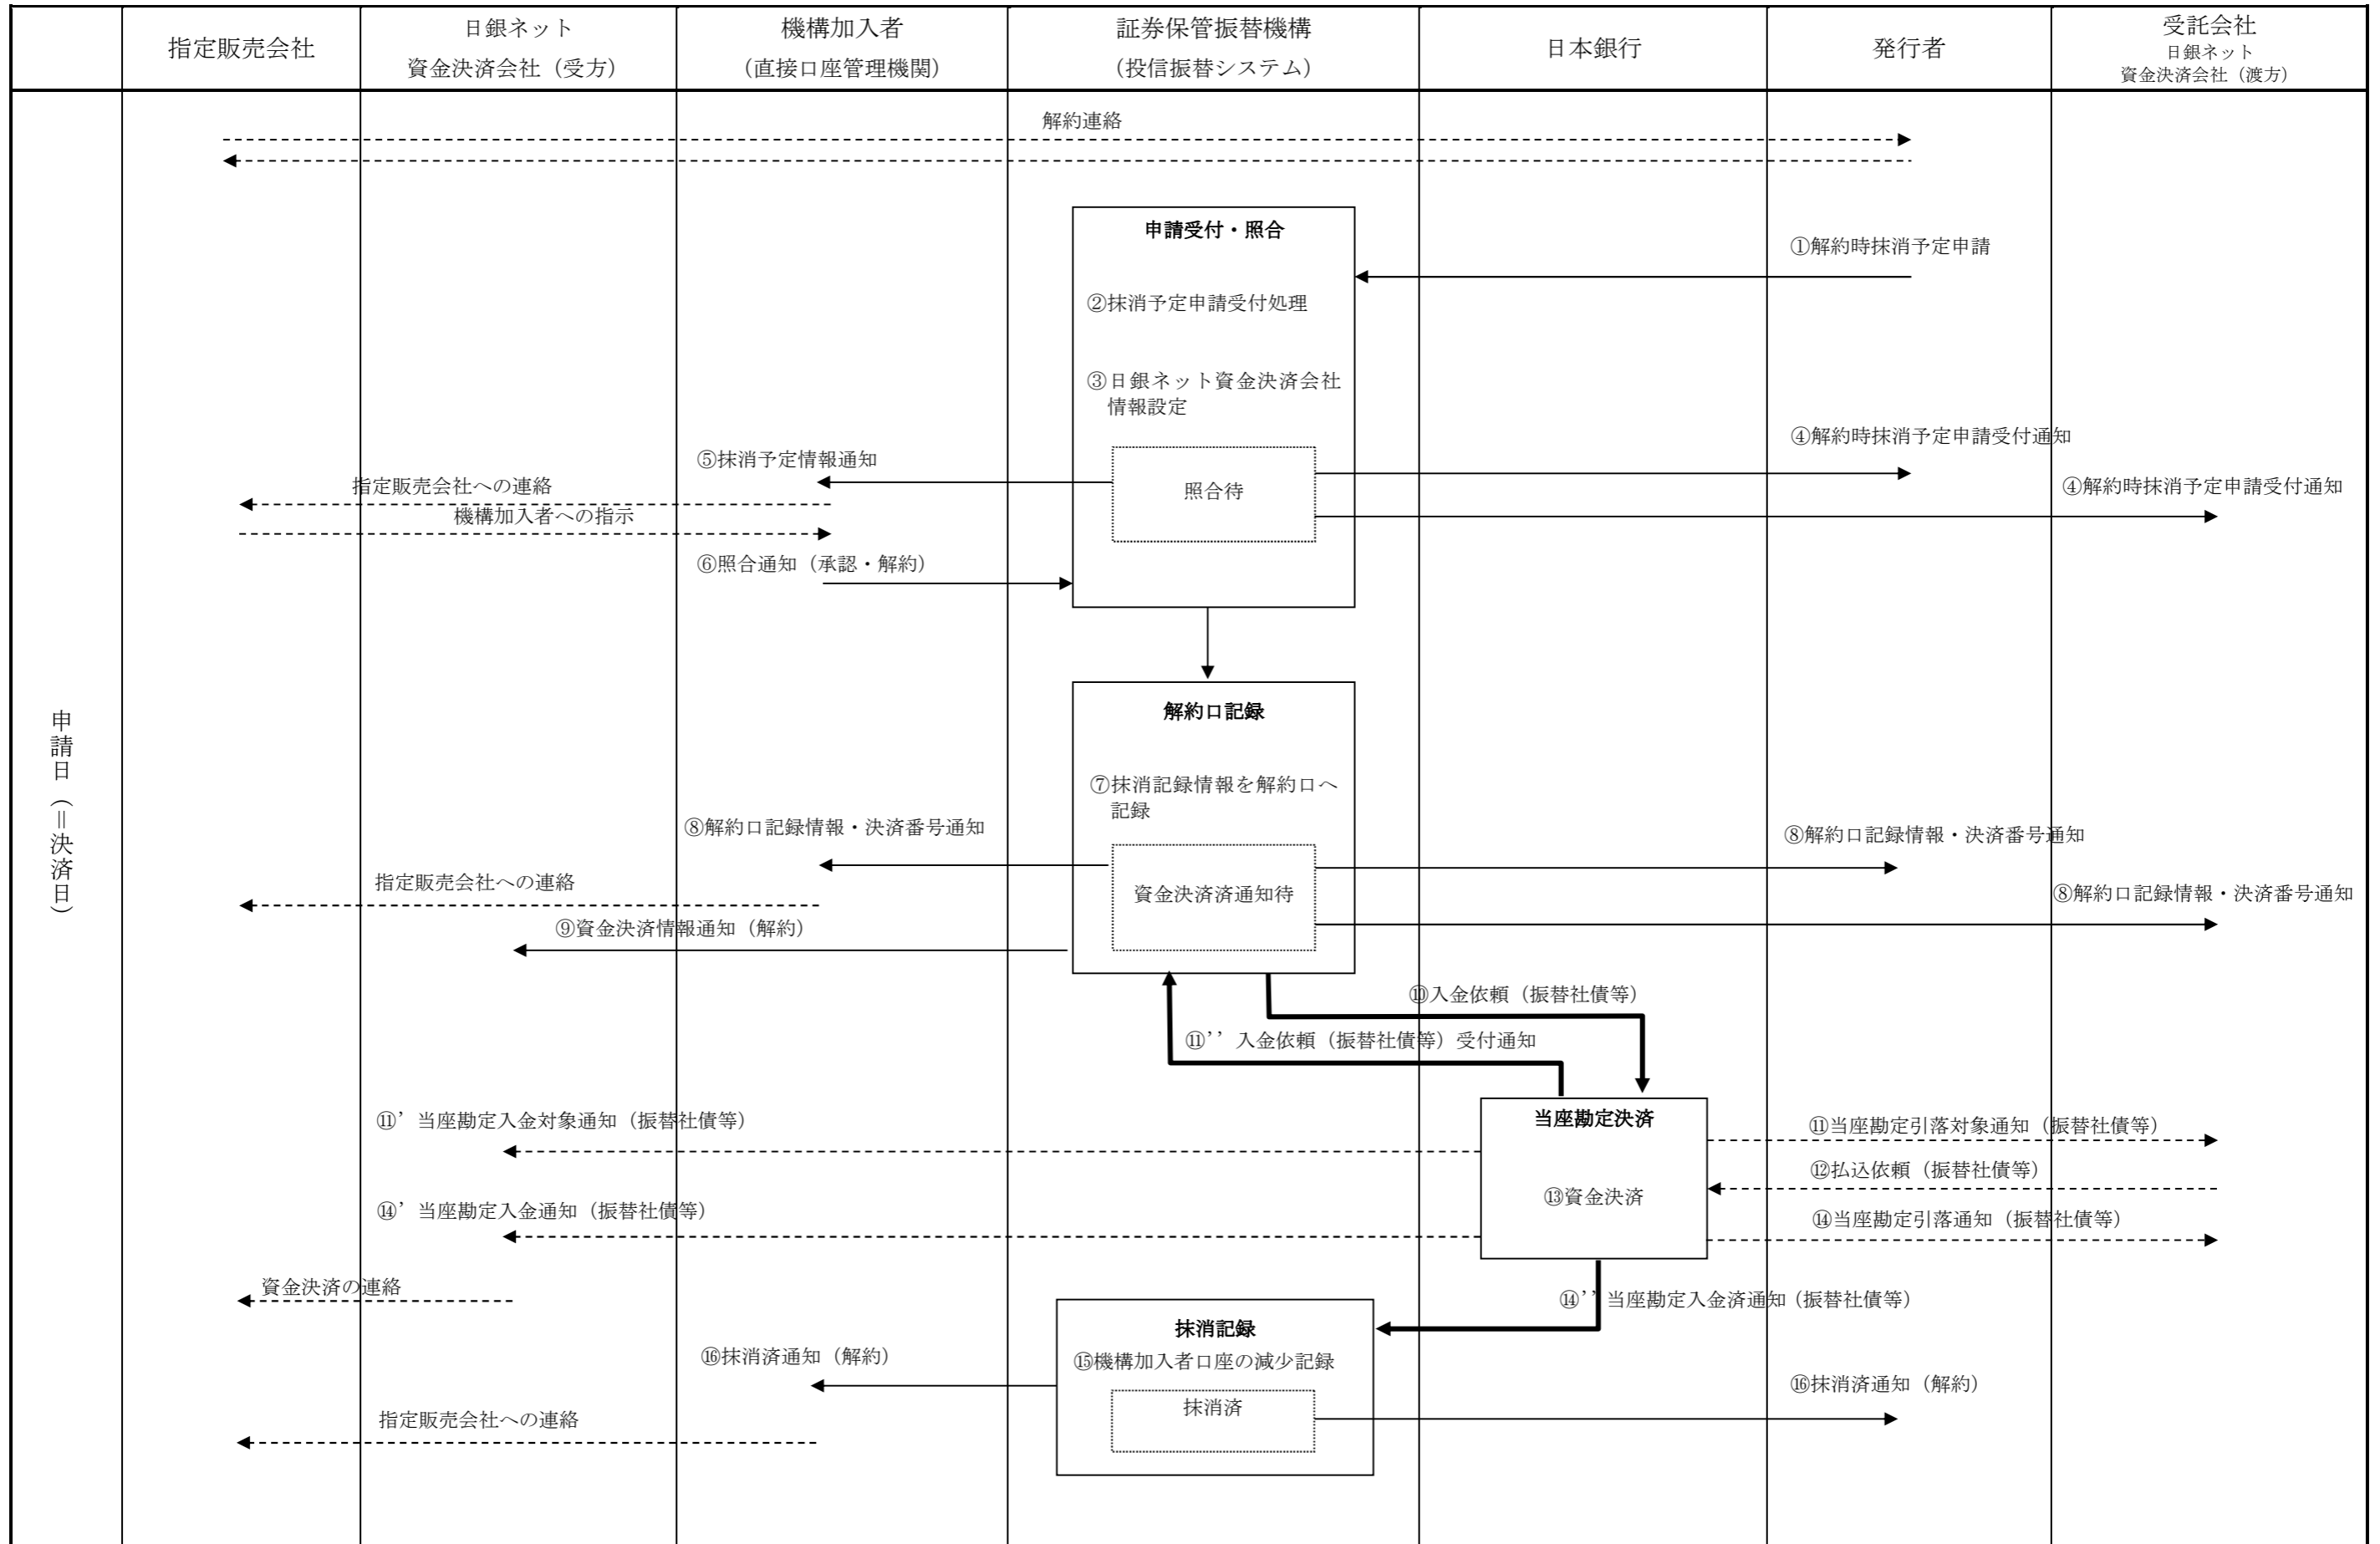 指定販売会社
日銀ネット
資金決済会社（受方）
機構加入者
（直接口座管理機関）
証券保管振替機構
（投信振替システム）
日本銀行
発行者
受託会社
日銀ネット
資金決済会社（渡方）
申請日（＝決済日）
解約連絡
申請受付・照合
①解約時抹消予定申請
②抹消予定申請受付処理
③日銀ネット資金決済会社
情報設定
④解約時抹消予定申請受付通知
⑤抹消予定情報通知
指定販売会社への連絡
照合待
④解約時抹消予定申請受付通知
機構加入者への指示
⑥照合通知（承認・解約）
解約口記録
⑦抹消記録情報を解約口へ
記録
⑧解約口記録情報・決済番号通知
⑧解約口記録情報・決済番号通知
指定販売会社への連絡
資金決済済通知待
⑧解約口記録情報・決済番号通知
⑨資金決済情報通知（解約）
⑩入金依頼（振替社債等）
⑪’’入金依頼（振替社債等）受付通知
⑪’当座勘定入金対象通知（振替社債等）
当座勘定決済
⑪当座勘定引落対象通知（振替社債等）
⑫払込依頼（振替社債等）
⑬資金決済
⑭’当座勘定入金通知（振替社債等）
⑭当座勘定引落通知（振替社債等）
資金決済の連絡
⑭’’当座勘定入金済通知（振替社債等）
抹消記録
⑮機構加入者口座の減少記録
⑯抹消済通知（解約）
⑯抹消済通知（解約）
抹消済
指定販売会社への連絡